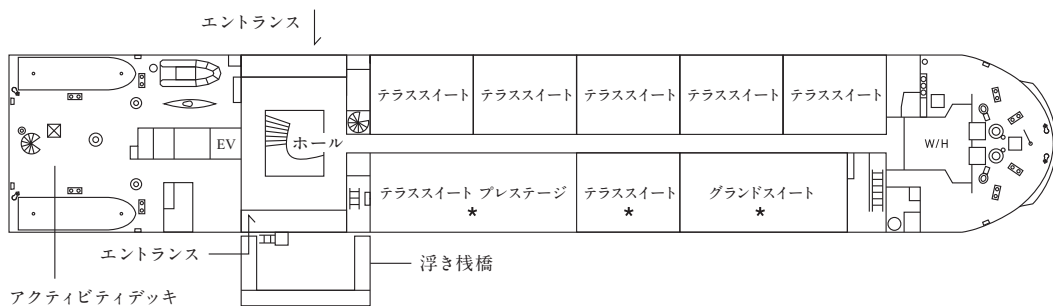 エントランス
テラススイート
テラススイート
テラススイート
テラススイート
テラススイート
EV
ホール
W/H
テラススイート プレステージ
*
テラススイート
*
グランドスイート
*
エントランス
浮き桟橋
アクティビティデッキ